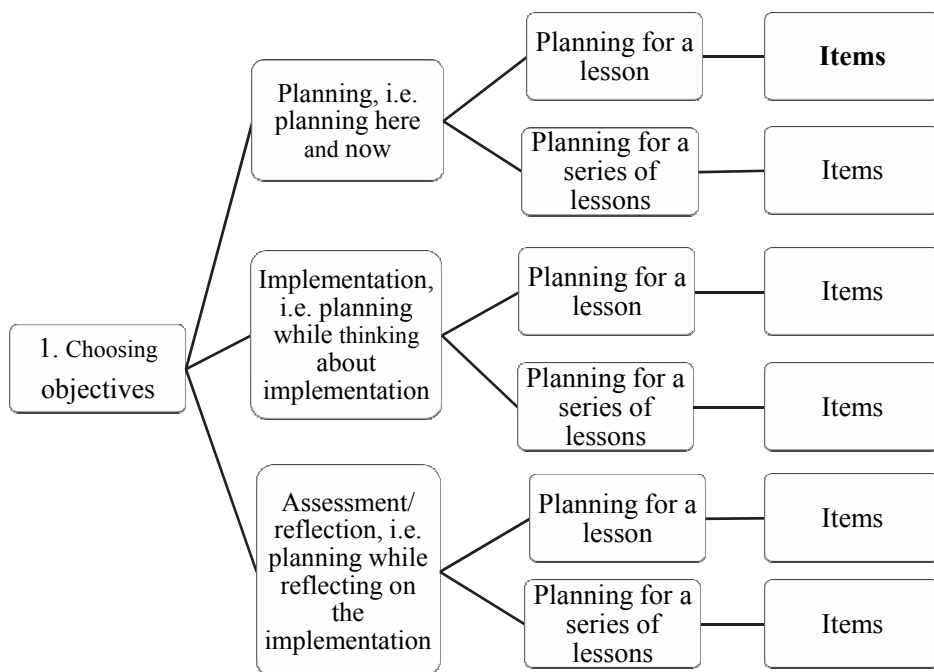 Planning for a
lesson
Items
Planning, i.e.
planning here
and now
Planning for a
series of
lessons
Items
Implementation,
i.e. planning
while thinking
about
implementation
Planning for a
lesson
Items
Planning for a
series of
lessons
Items
1. Choosing
objectives
Assessment/
reflection, i.e.
planning while
reflecting on
the
implementation
Planning for a
lesson
Items
Planning for a
series of
lessons
Items